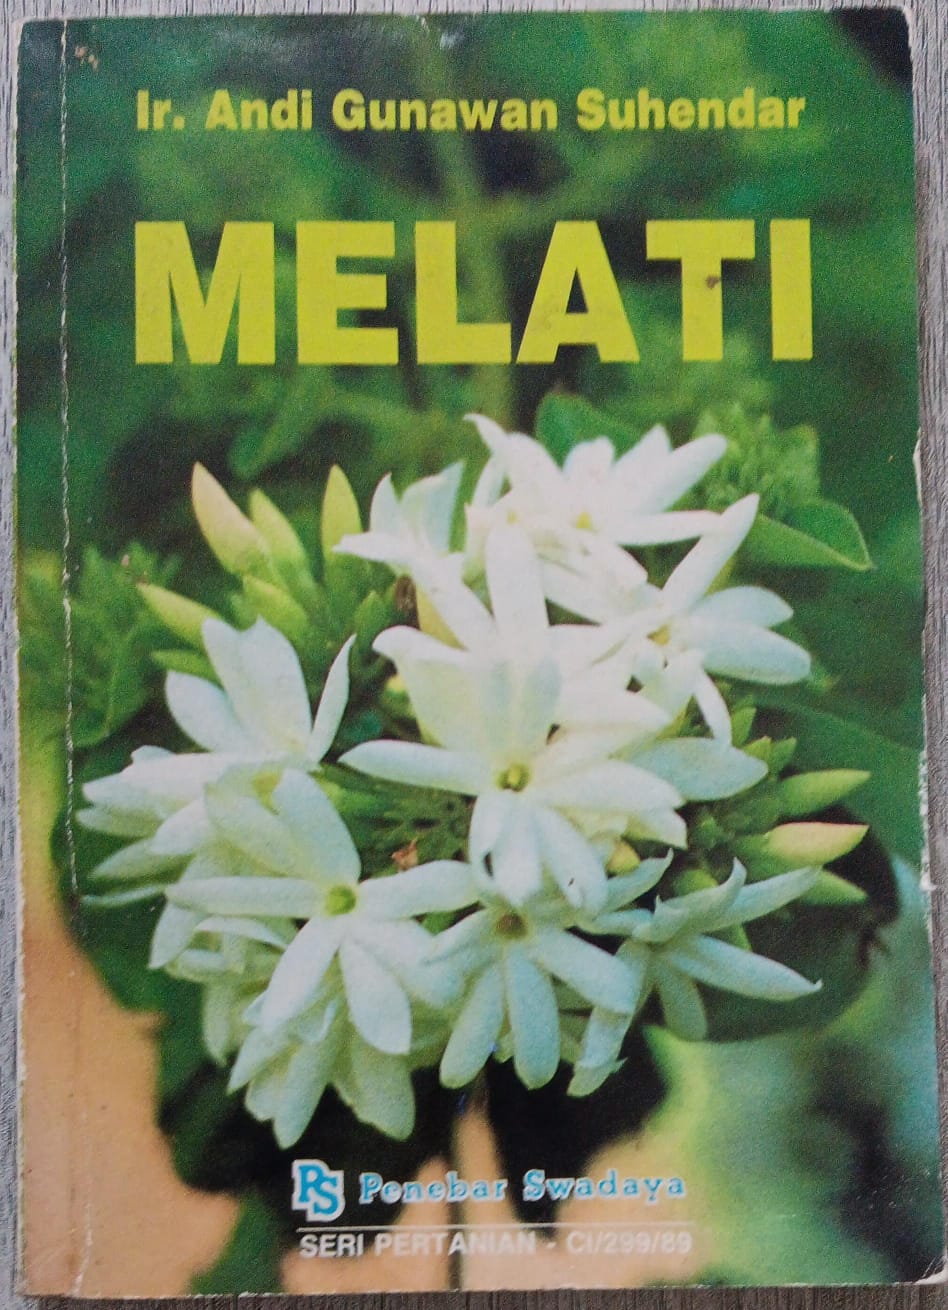 Ir. Andi Gunawan Suhendar
MELATI
PS Penebar Swadaya
SERI PERTANIAN - CI/299/89